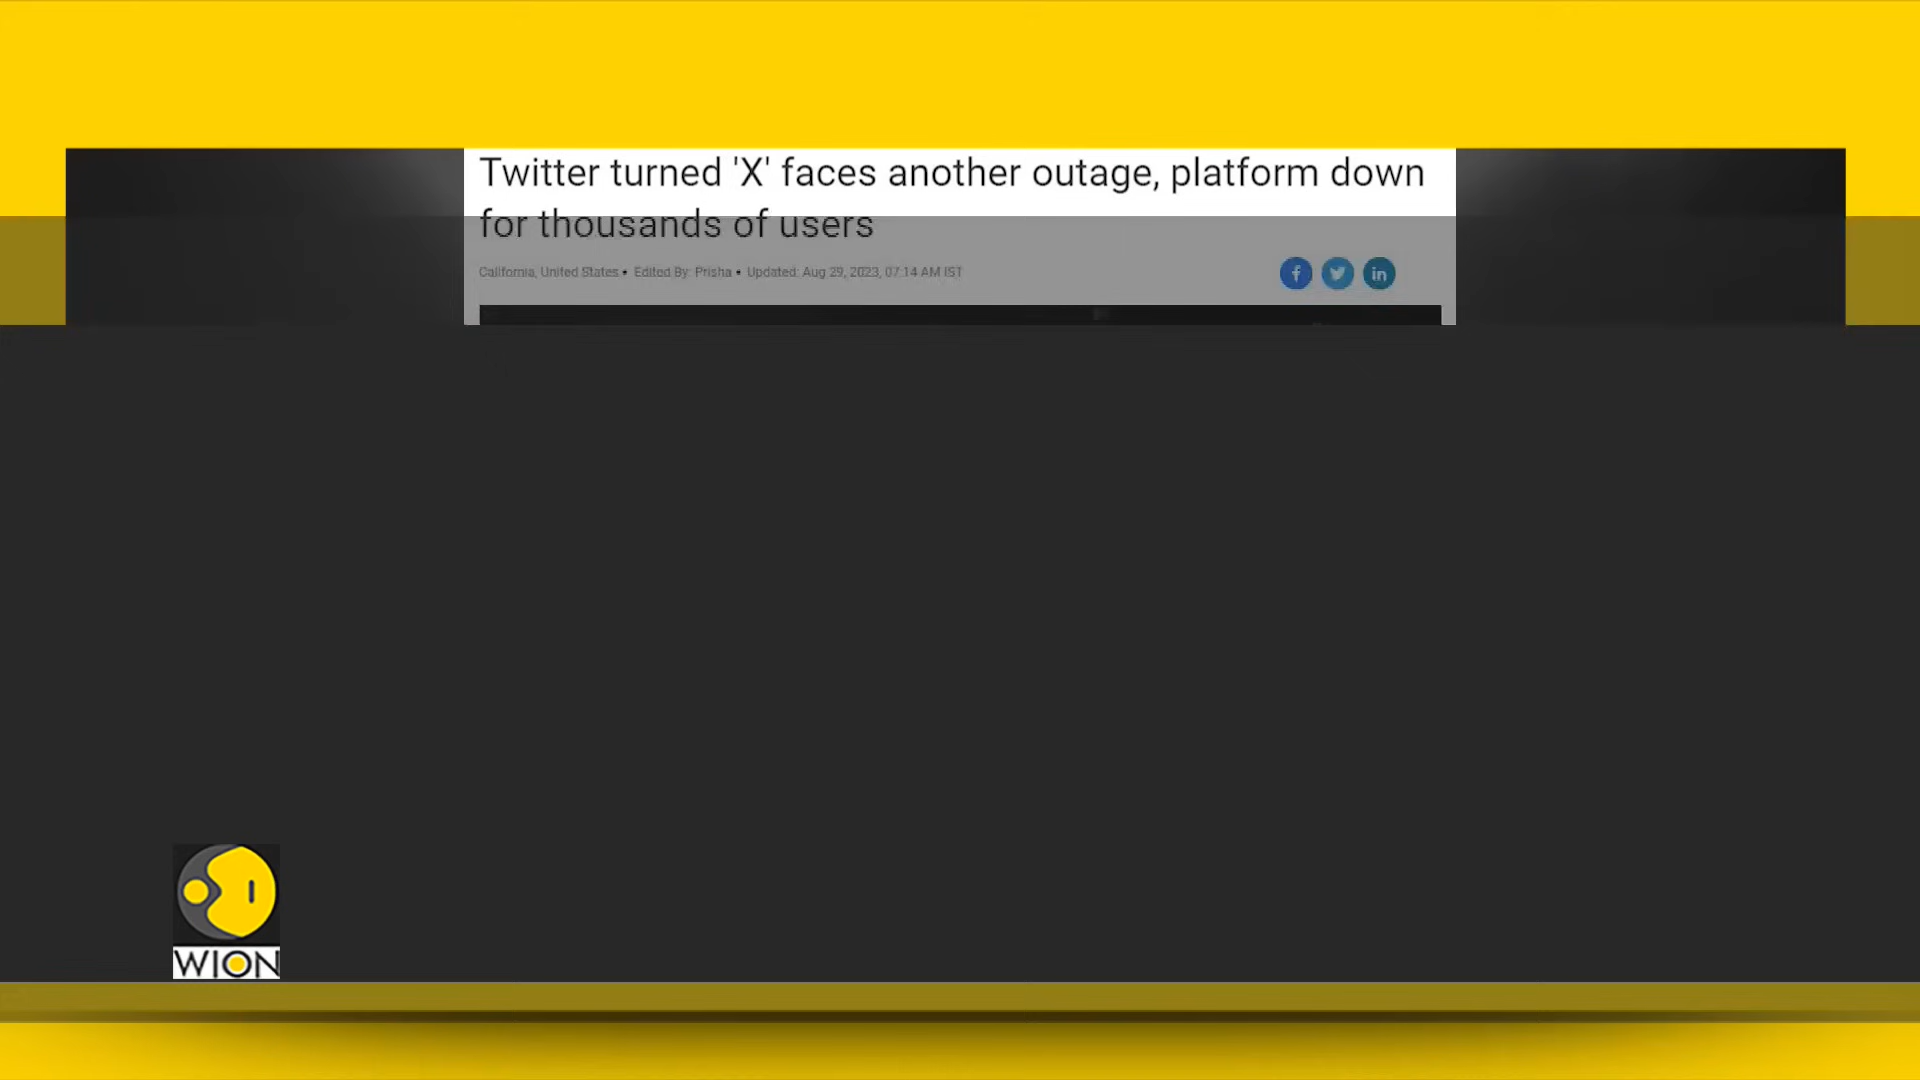 Twitter turned 'X' faces another outage, platform down
for thousands of users
California, United States • Edited By: Prisha • Updated: Aug 29, 2023, 07:14 AM IST
f in
WION